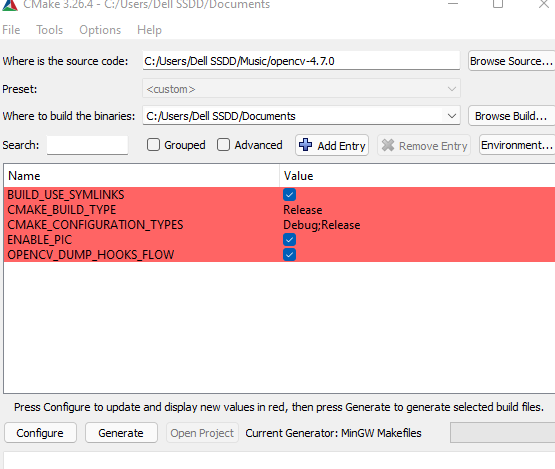 CMake 3.26.4 - C:/Users/Dell SSDD/Documents
File Tools Options Help
Where is the source code: C:/Users/Dell SSDD/Music/opencv-4.7.0 Browse Source...
Preset: <custom>
Where to build the binaries: C:/Users/Dell SSDD/Documents Browse Build...
Search: Grouped Advanced Add Entry Remove Entry Environment...
Name Value
BUILD_USE_SYMLINKS
CMAKE_BUILD_TYPE Release
CMAKE_CONFIGURATION_TYPES Debug;Release
ENABLE_PIC
OPENCV_DUMP_HOOKS_FLOW
Press Configure to update and display new values in red, then press Generate to generate selected build files.
Configure Generate Open Project Current Generator: MinGW Makefiles